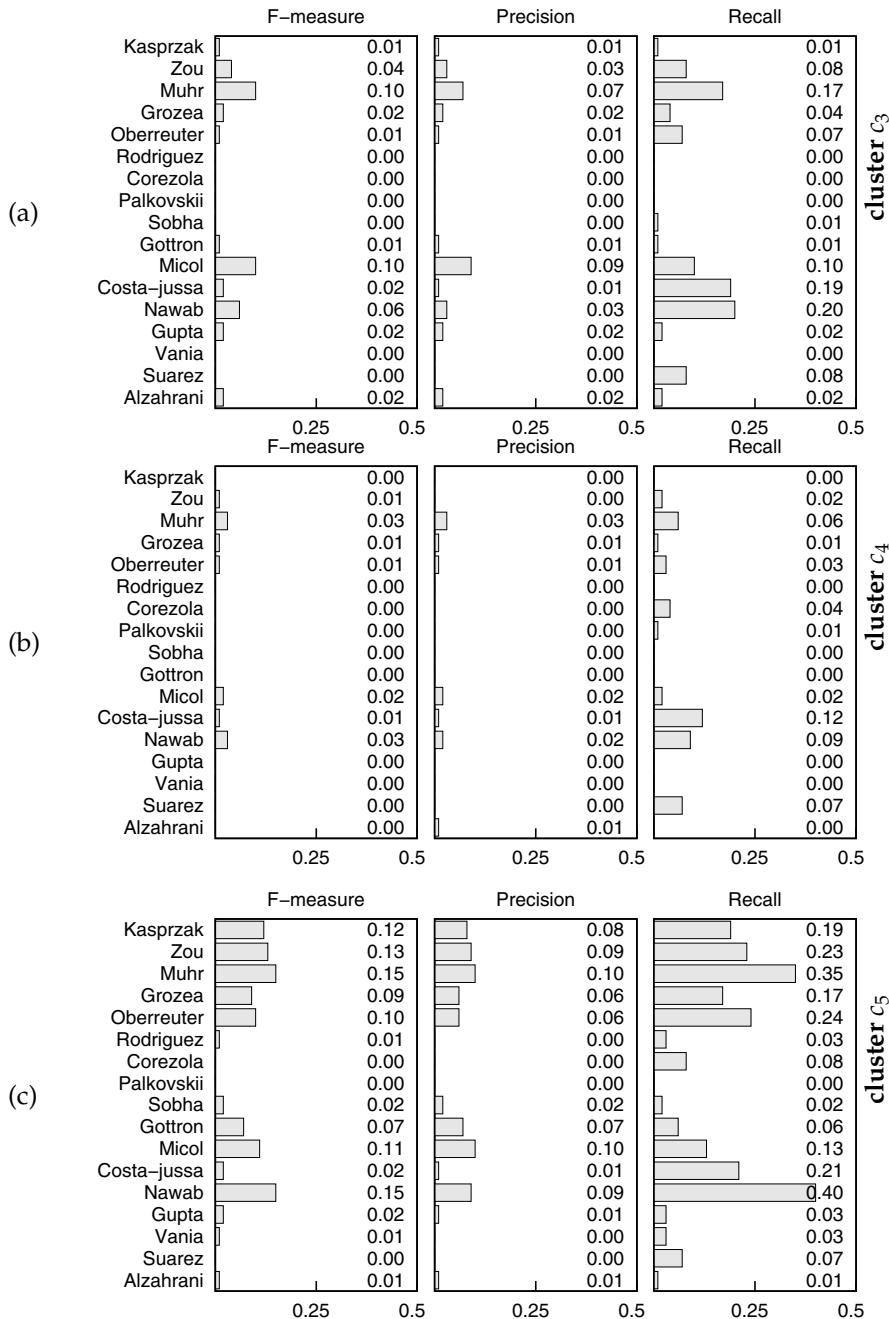 F−measure Precision Recall
Kasprzak 0.01 0.01 0.01
Zou 0.04 0.03 0.08
Muhr 0.10 0.07 0.17
Grozea 0.02 0.02 0.04
Oberreuter 0.01 0.01 0.07
Rodriguez 0.00 0.00 0.00
Corezola 0.00 0.00 0.00
Palkovskii 0.00 0.00 0.00
(a)
Sobha 0.00 0.00 0.01
Gottron 0.01 0.01 0.01
Micol 0.10 0.09 0.10
Costa−jussa 0.02 0.01 0.19
Nawab 0.06 0.03 0.20
Gupta 0.02 0.02 0.02
Vania 0.00 0.00 0.00
Suarez 0.00 0.00 0.08
Alzahrani 0.02 0.02 0.02
cluster c3
0.25 0.5 0.25 0.5 0.25 0.5
F−measure Precision Recall
Kasprzak 0.00 0.00 0.00
Zou 0.01 0.00 0.02
Muhr 0.03 0.03 0.06
Grozea 0.01 0.01 0.01
Oberreuter 0.01 0.01 0.03
Rodriguez 0.00 0.00 0.00
Corezola 0.00 0.00 0.04
Palkovskii 0.00 0.00 0.01
(b)
Sobha 0.00 0.00 0.00
Gottron 0.00 0.00 0.00
Micol 0.02 0.02 0.02
Costa−jussa 0.01 0.01 0.12
Nawab 0.03 0.02 0.09
Gupta 0.00 0.00 0.00
Vania 0.00 0.00 0.00
Suarez 0.00 0.00 0.07
Alzahrani 0.00 0.01 0.00
cluster c4
0.25 0.5 0.25 0.5 0.25 0.5
F−measure Precision Recall
Kasprzak 0.12 0.08 0.19
Zou 0.13 0.09 0.23
Muhr 0.15 0.10 0.35
Grozea 0.09 0.06 0.17
Oberreuter 0.10 0.06 0.24
Rodriguez 0.01 0.00 0.03
Corezola 0.00 0.00 0.08
Palkovskii 0.00 0.00 0.00
(c)
Sobha 0.02 0.02 0.02
Gottron 0.07 0.07 0.06
Micol 0.11 0.10 0.13
Costa−jussa 0.02 0.01 0.21
Nawab 0.15 0.09 0.40
Gupta 0.02 0.01 0.03
Vania 0.01 0.00 0.03
Suarez 0.00 0.00 0.07
Alzahrani 0.01 0.01 0.01
cluster c5
0.25 0.5 0.25 0.5 0.25 0.5